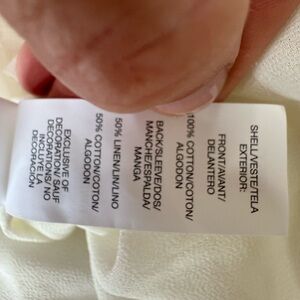 SHELL/VESTE/TELA
EXTERIOR:
FRONT/AVANT/
DELANTERO
100% COTTON/COTON/
ALGODON
BACK/SLEEVE/DOS/
MANCHE/ESPALDA/
MANGA
50% LINEN/LIN/LINO
50% COTTON/COTON/
ALGODON
EXCLUSIVE OF
DECORATION/ SAUF
DECORATIONS/ NO
INCLUYE LA
DECORACIÓN